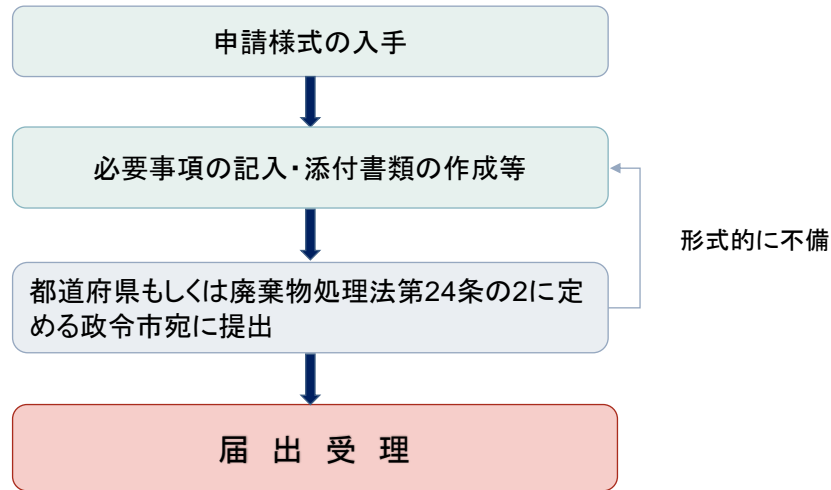 申請様式の入手
必要事項の記入・添付書類の作成等
形式的に不備
都道府県もしくは廃棄物処理法第24条の2に定
める政令市宛に提出
届 出 受 理